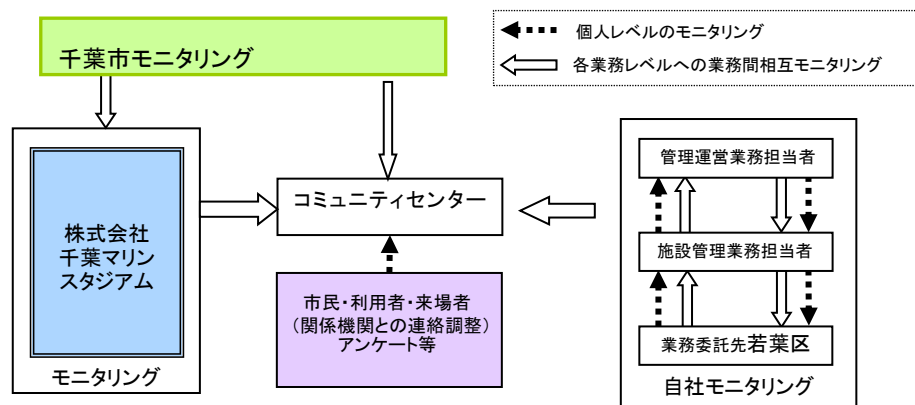 千葉市モニタリング
個人レベルのモニタリング
各業務レベルへの業務間相互モニタリング
株式会社
千葉マリン
スタジアム
モニタリング
コミュニティセンター
市民・利用者・来場者
（関係機関との連絡調整）
アンケート等
管理運営業務担当者
施設管理業務担当者
業務委託先若葉区
自社モニタリング